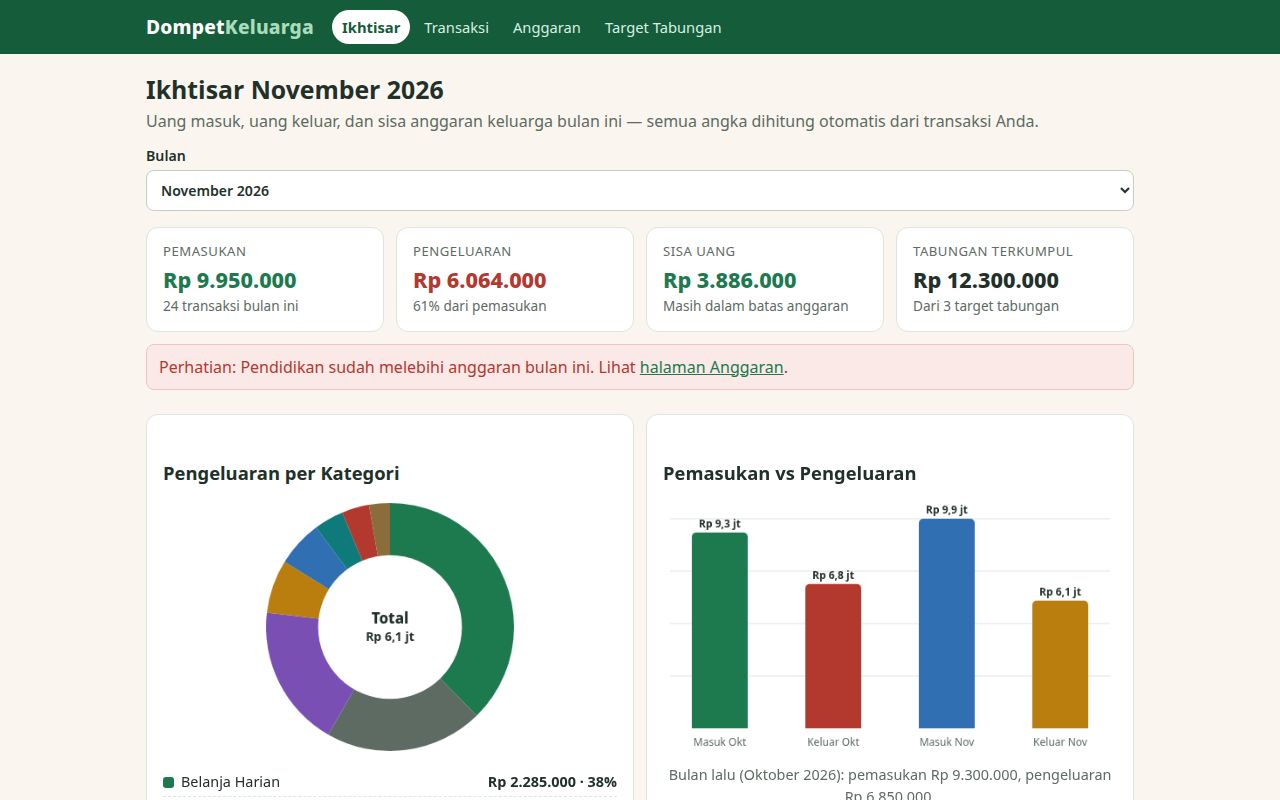 DompetKeluarga Ikhtisar Transaksi Anggaran Target Tabungan
Ikhtisar November 2026
Uang masuk, uang keluar, dan sisa anggaran keluarga bulan ini — semua angka dihitung otomatis dari transaksi Anda.
Bulan
November 2026
PEMASUKAN
Rp 9.950.000
24 transaksi bulan ini
PENGELUARAN
Rp 6.064.000
61% dari pemasukan
SISA UANG
Rp 3.886.000
Masih dalam batas anggaran
TABUNGAN TERKUMPUL
Rp 12.300.000
Dari 3 target tabungan
Perhatian: Pendidikan sudah melebihi anggaran bulan ini. Lihat halaman Anggaran.
Pengeluaran per Kategori
Total
Rp 6,1 jt
Belanja Harian Rp 2.285.000 · 38%
Pemasukan vs Pengeluaran
Rp 9,3 jt
Rp 6,8 jt
Rp 9,9 jt
Rp 6,1 jt
Masuk Okt
Keluar Okt
Masuk Nov
Keluar Nov
Bulan lalu (Oktober 2026): pemasukan Rp 9.300.000, pengeluaran
Rp 6.850.000